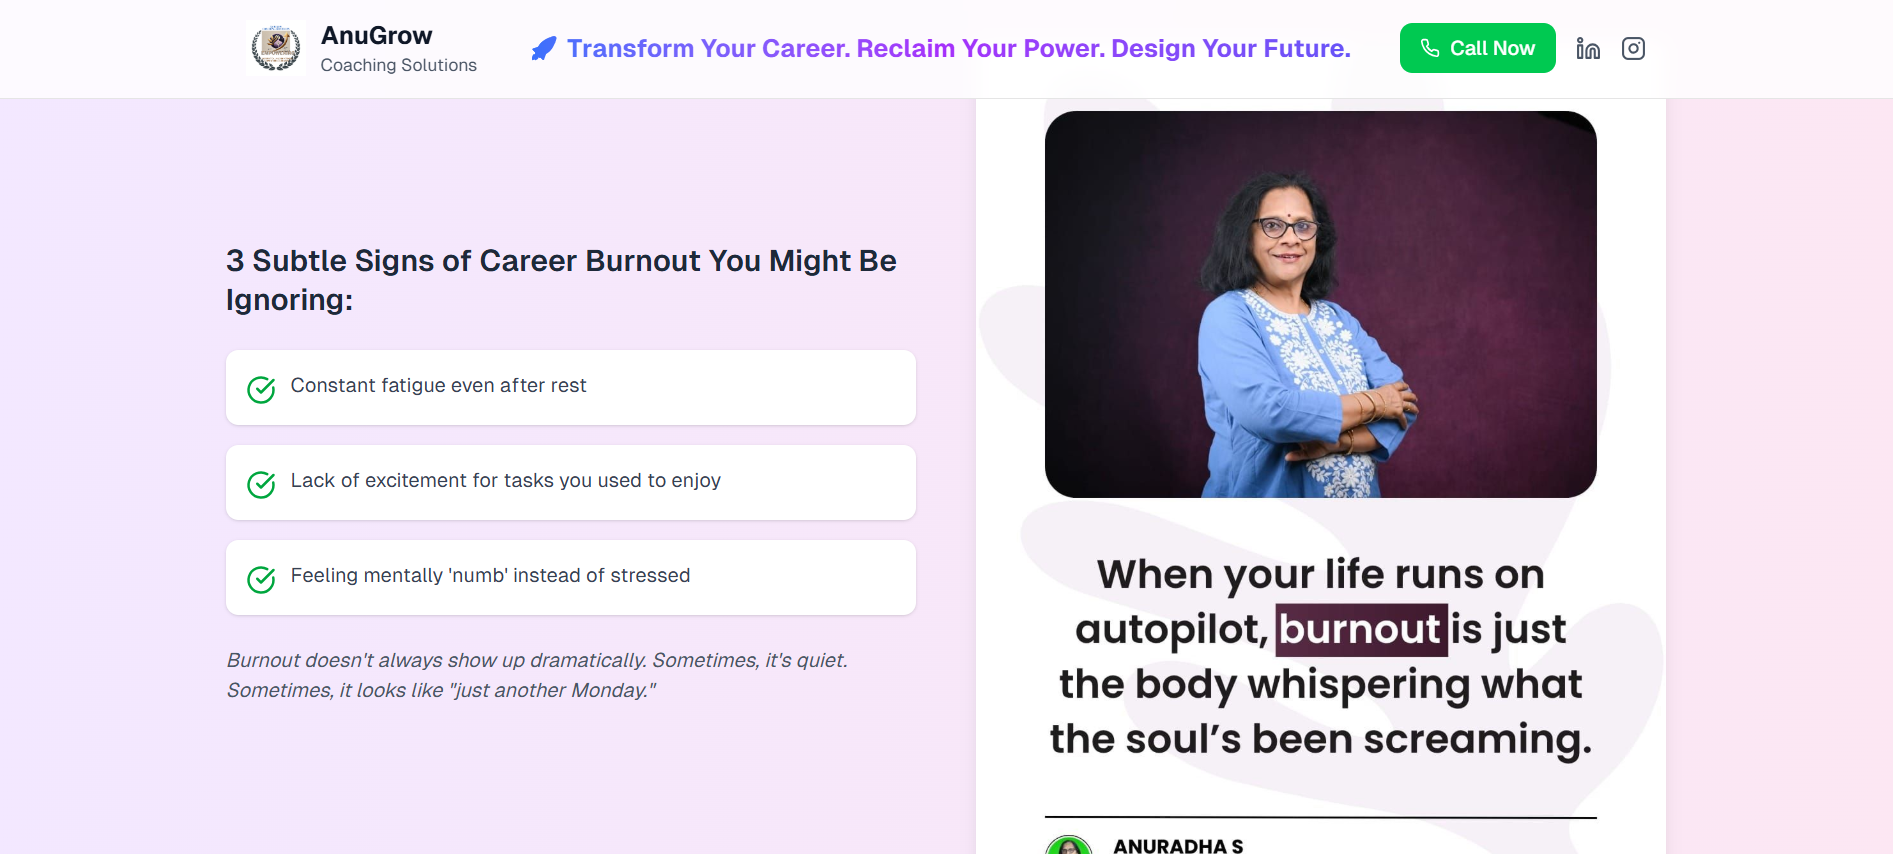 AnuGrow
Coaching Solutions
Transform Your Career. Reclaim Your Power. Design Your Future.
Call Now
3 Subtle Signs of Career Burnout You Might Be
Ignoring:
Constant fatigue even after rest
Lack of excitement for tasks you used to enjoy
Feeling mentally 'numb' instead of stressed
Burnout doesn't always show up dramatically. Sometimes, it's quiet.
Sometimes, it looks like "just another Monday."
When your life runs on
autopilot, burnout is just
the body whispering what
the soul’s been screaming.
ANURADHA S